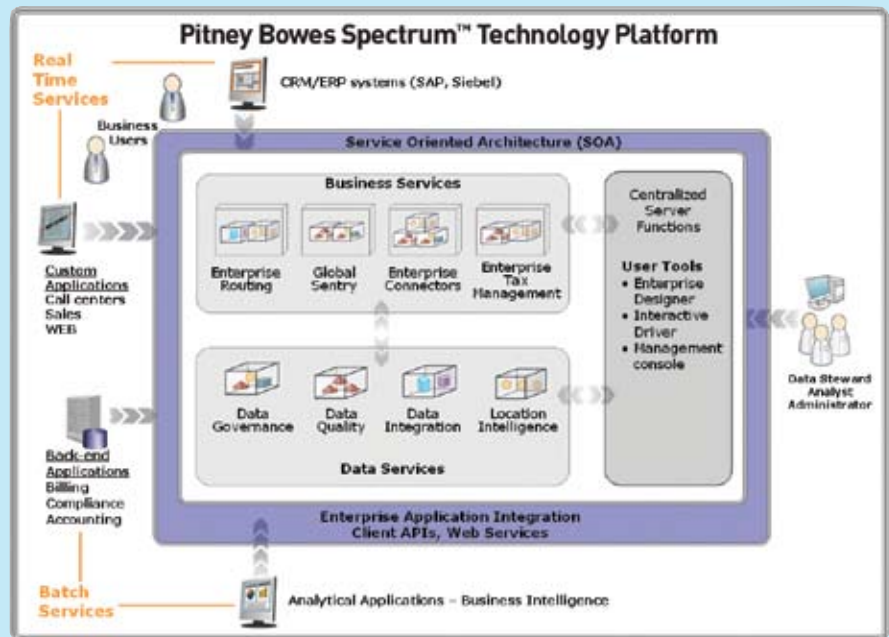 Pitney Bowes Spectrum™ Technology Platform
Real
Time
Services
CRM/ERP systems (SAP, Siebel)
Business
Users
Service Oriented Architecture (SOA)
Business Services
Enterprise
Routing
Global
Sentry
Enterprise
Connectors
Enterprise
Tax
Management
Centralized
Server
Functions
User Tools
• Enterprise
Designer
• Interactive
Driver
• Management
console
Custom
Applications
Call centers
Sales
WEB
Data Steward
Analyst
Administrator
Data
Governance
Data
Quality
Data
Integration
Location
Intelligence
Data Services
Back-end
Applications
Billing
Compliance
Accounting
Enterprise Application Integration
Client APIs, Web Services
Batch
Services
Analytical Applications – Business Intelligence